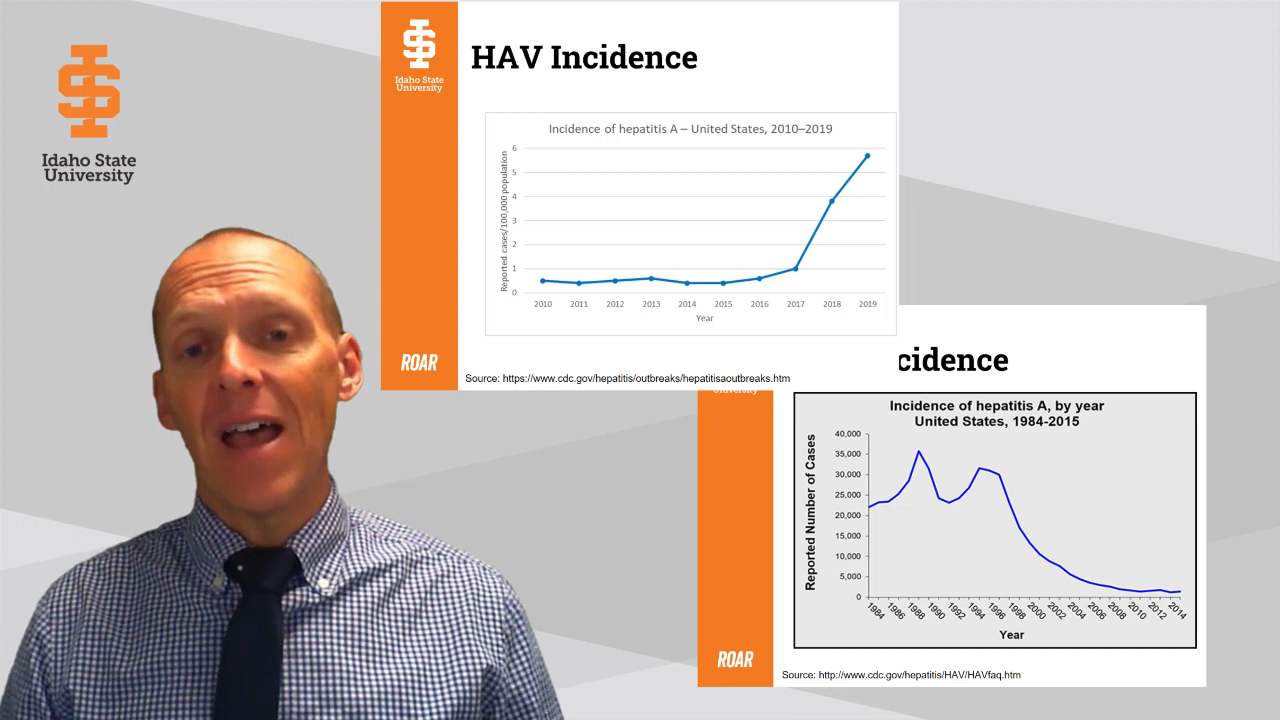 Idaho State
University
Idaho State
University
HAV Incidence
Incidence of hepatitis A – United States, 2010–2019
Reported cases/100,000 population
6
5
4
3
2
1
0
2010 2011 2012 2013 2014 2015 2016 2017 2018 2019
Year
ROAR
Source: https://www.cdc.gov/hepatitis/outbreaks/hepatitisaoutbreaks.htm
cidence
University
Incidence of hepatitis A, by year
United States, 1984-2015
Reported Number of Cases
40,000
35,000
30,000
25,000
20,000
15,000
10,000
5,000
0
1984 1986 1988 1990 1992 1994 1996 1998 2000 2002 2004 2006 2008 2010 2012 2014
Year
ROAR
Source: http://www.cdc.gov/hepatitis/HAV/HAVfaq.htm